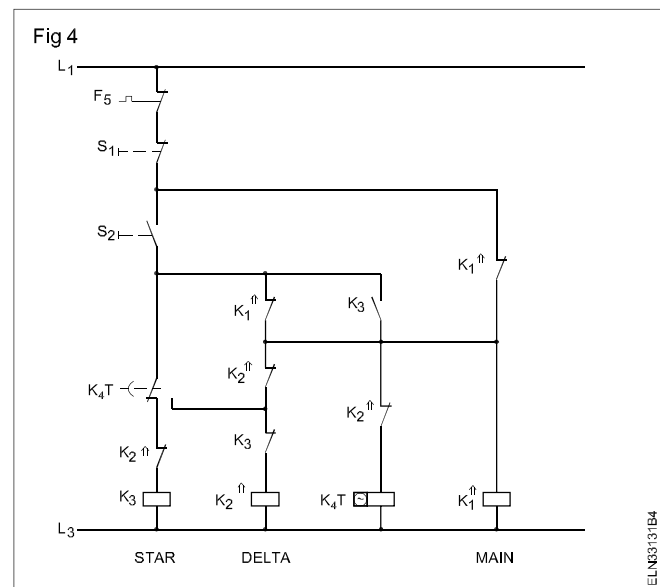 Fig 4
L1
F5
S1
S2
K1⇑
K1⇑
K3
K2⇑
K4T
K2⇑
K3
K2⇑
K3
K2⇑
K4T
~
K1⇑
L3
STAR
DELTA
MAIN
ELN33131B4